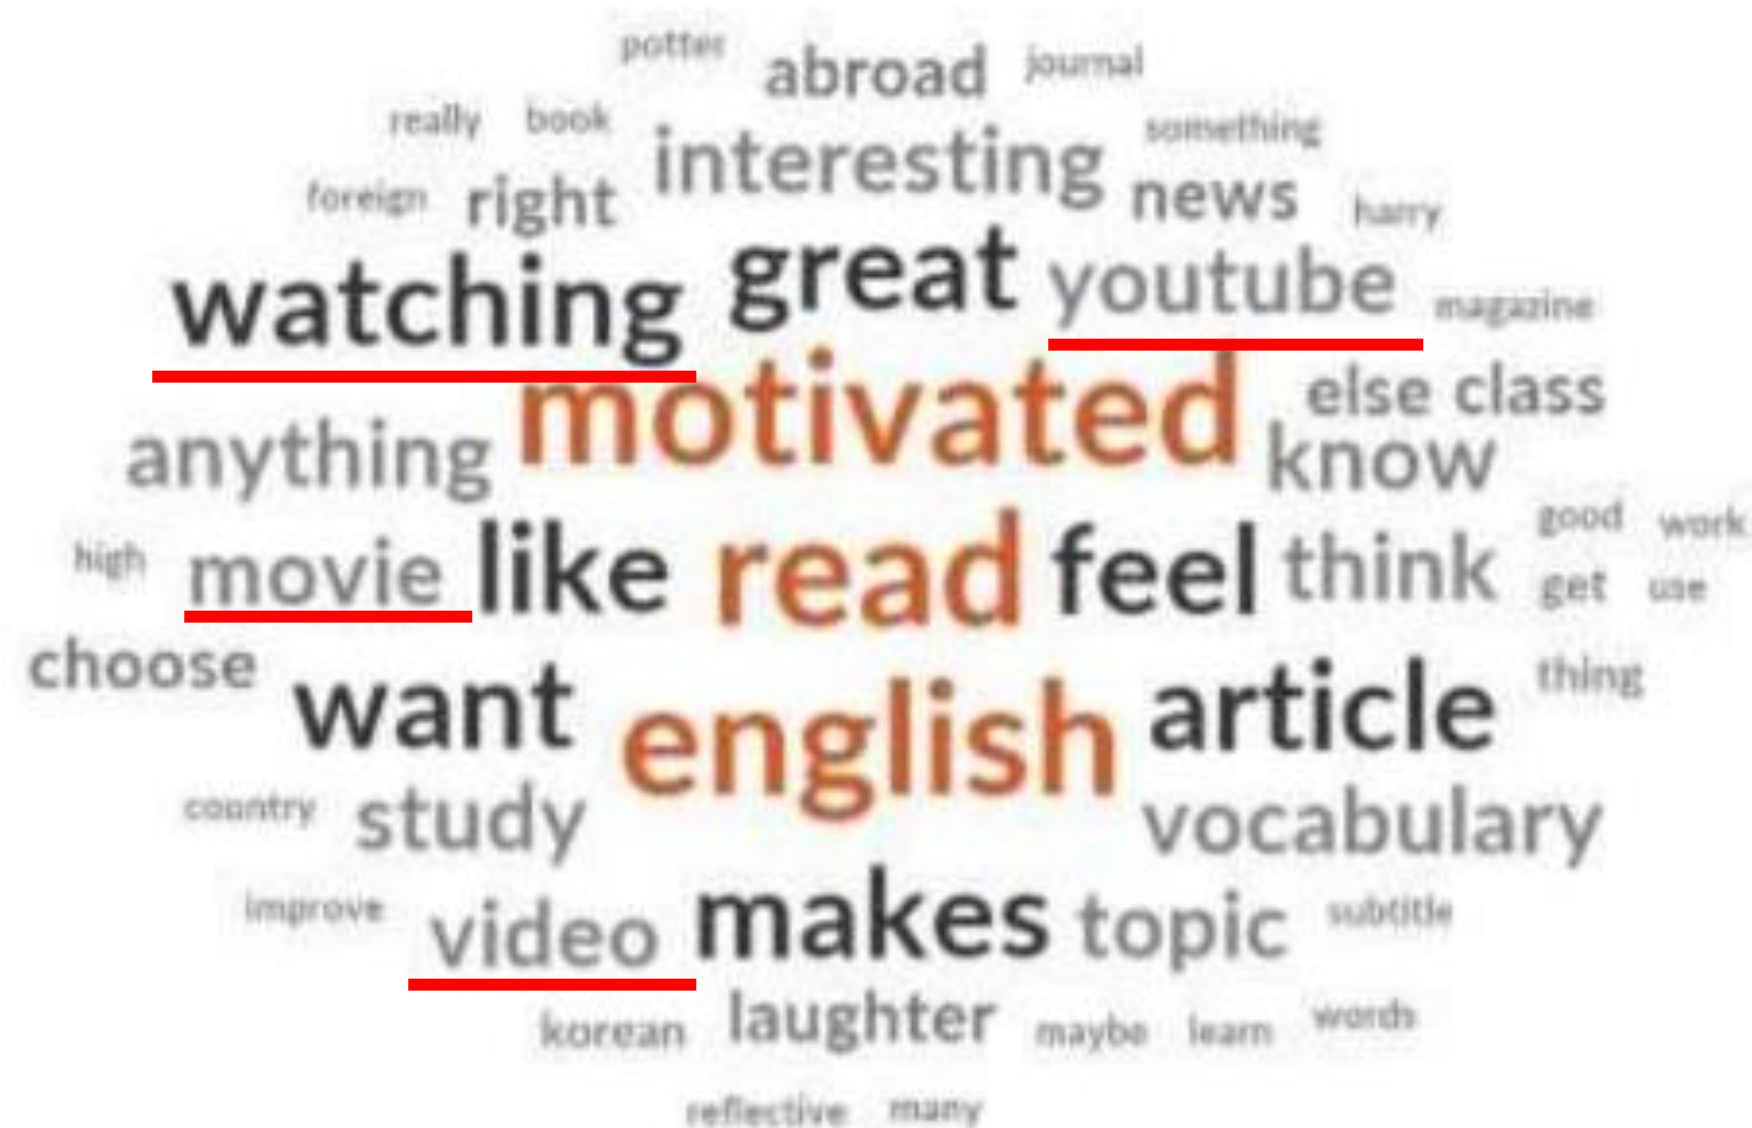 potter abroad journal
really book interesting something
foreign right news harry
watching great youtube magazine
motivated else class
anything know
high movie like read feel think good work
get use
choose want english article thing
country study vocabulary
improve video makes topic subtitle
korean laughter maybe learn words
reflective many